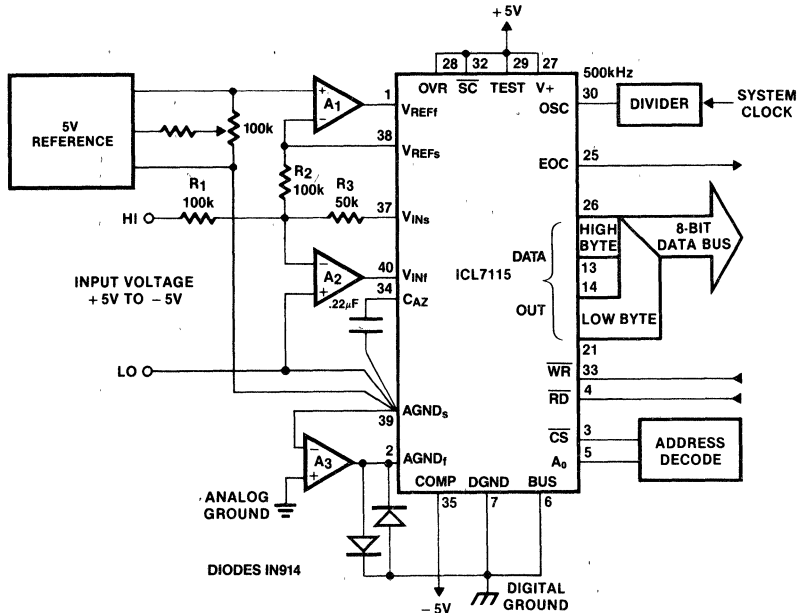 +5V
28 32 29 27
OVR SC TEST V+
500kHz
30
OSC
DIVIDER
SYSTEM
CLOCK
5V
REFERENCE
100k
+
A1
−
1
VREFf
38
VREFs
EOC
25
R2
100k
R1
100k
R3
50k
HI
37
VINs
26
HIGH
BYTE
8-BIT
DATA BUS
DATA
OUT
ICL7115
13
14
LOW BYTE
21
INPUT VOLTAGE
+5V TO −5V
−
A2
+
40
VINf
34
CAZ
.22μF
LO
WR
33
RD
4
AGNDs
39
CS
3
A0
5
ADDRESS
DECODE
−
A3
+
2
AGNDf
ANALOG
GROUND
COMP DGND BUS
35 7 6
DIODES IN914
−5V
DIGITAL
GROUND